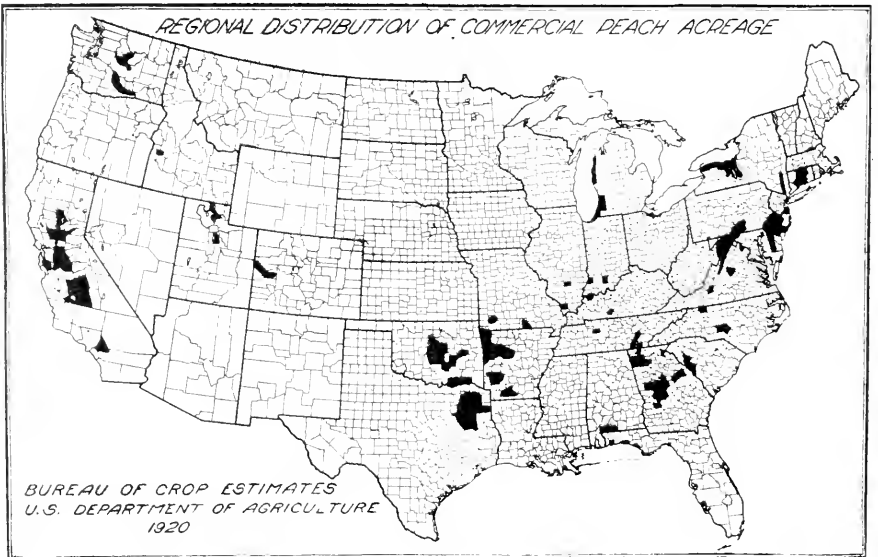 REGIONAL DISTRIBUTION OF COMMERCIAL PEACH ACREAGE
BUREAU OF CROP ESTIMATES
U.S. DEPARTMENT OF AGRICULTURE
1920